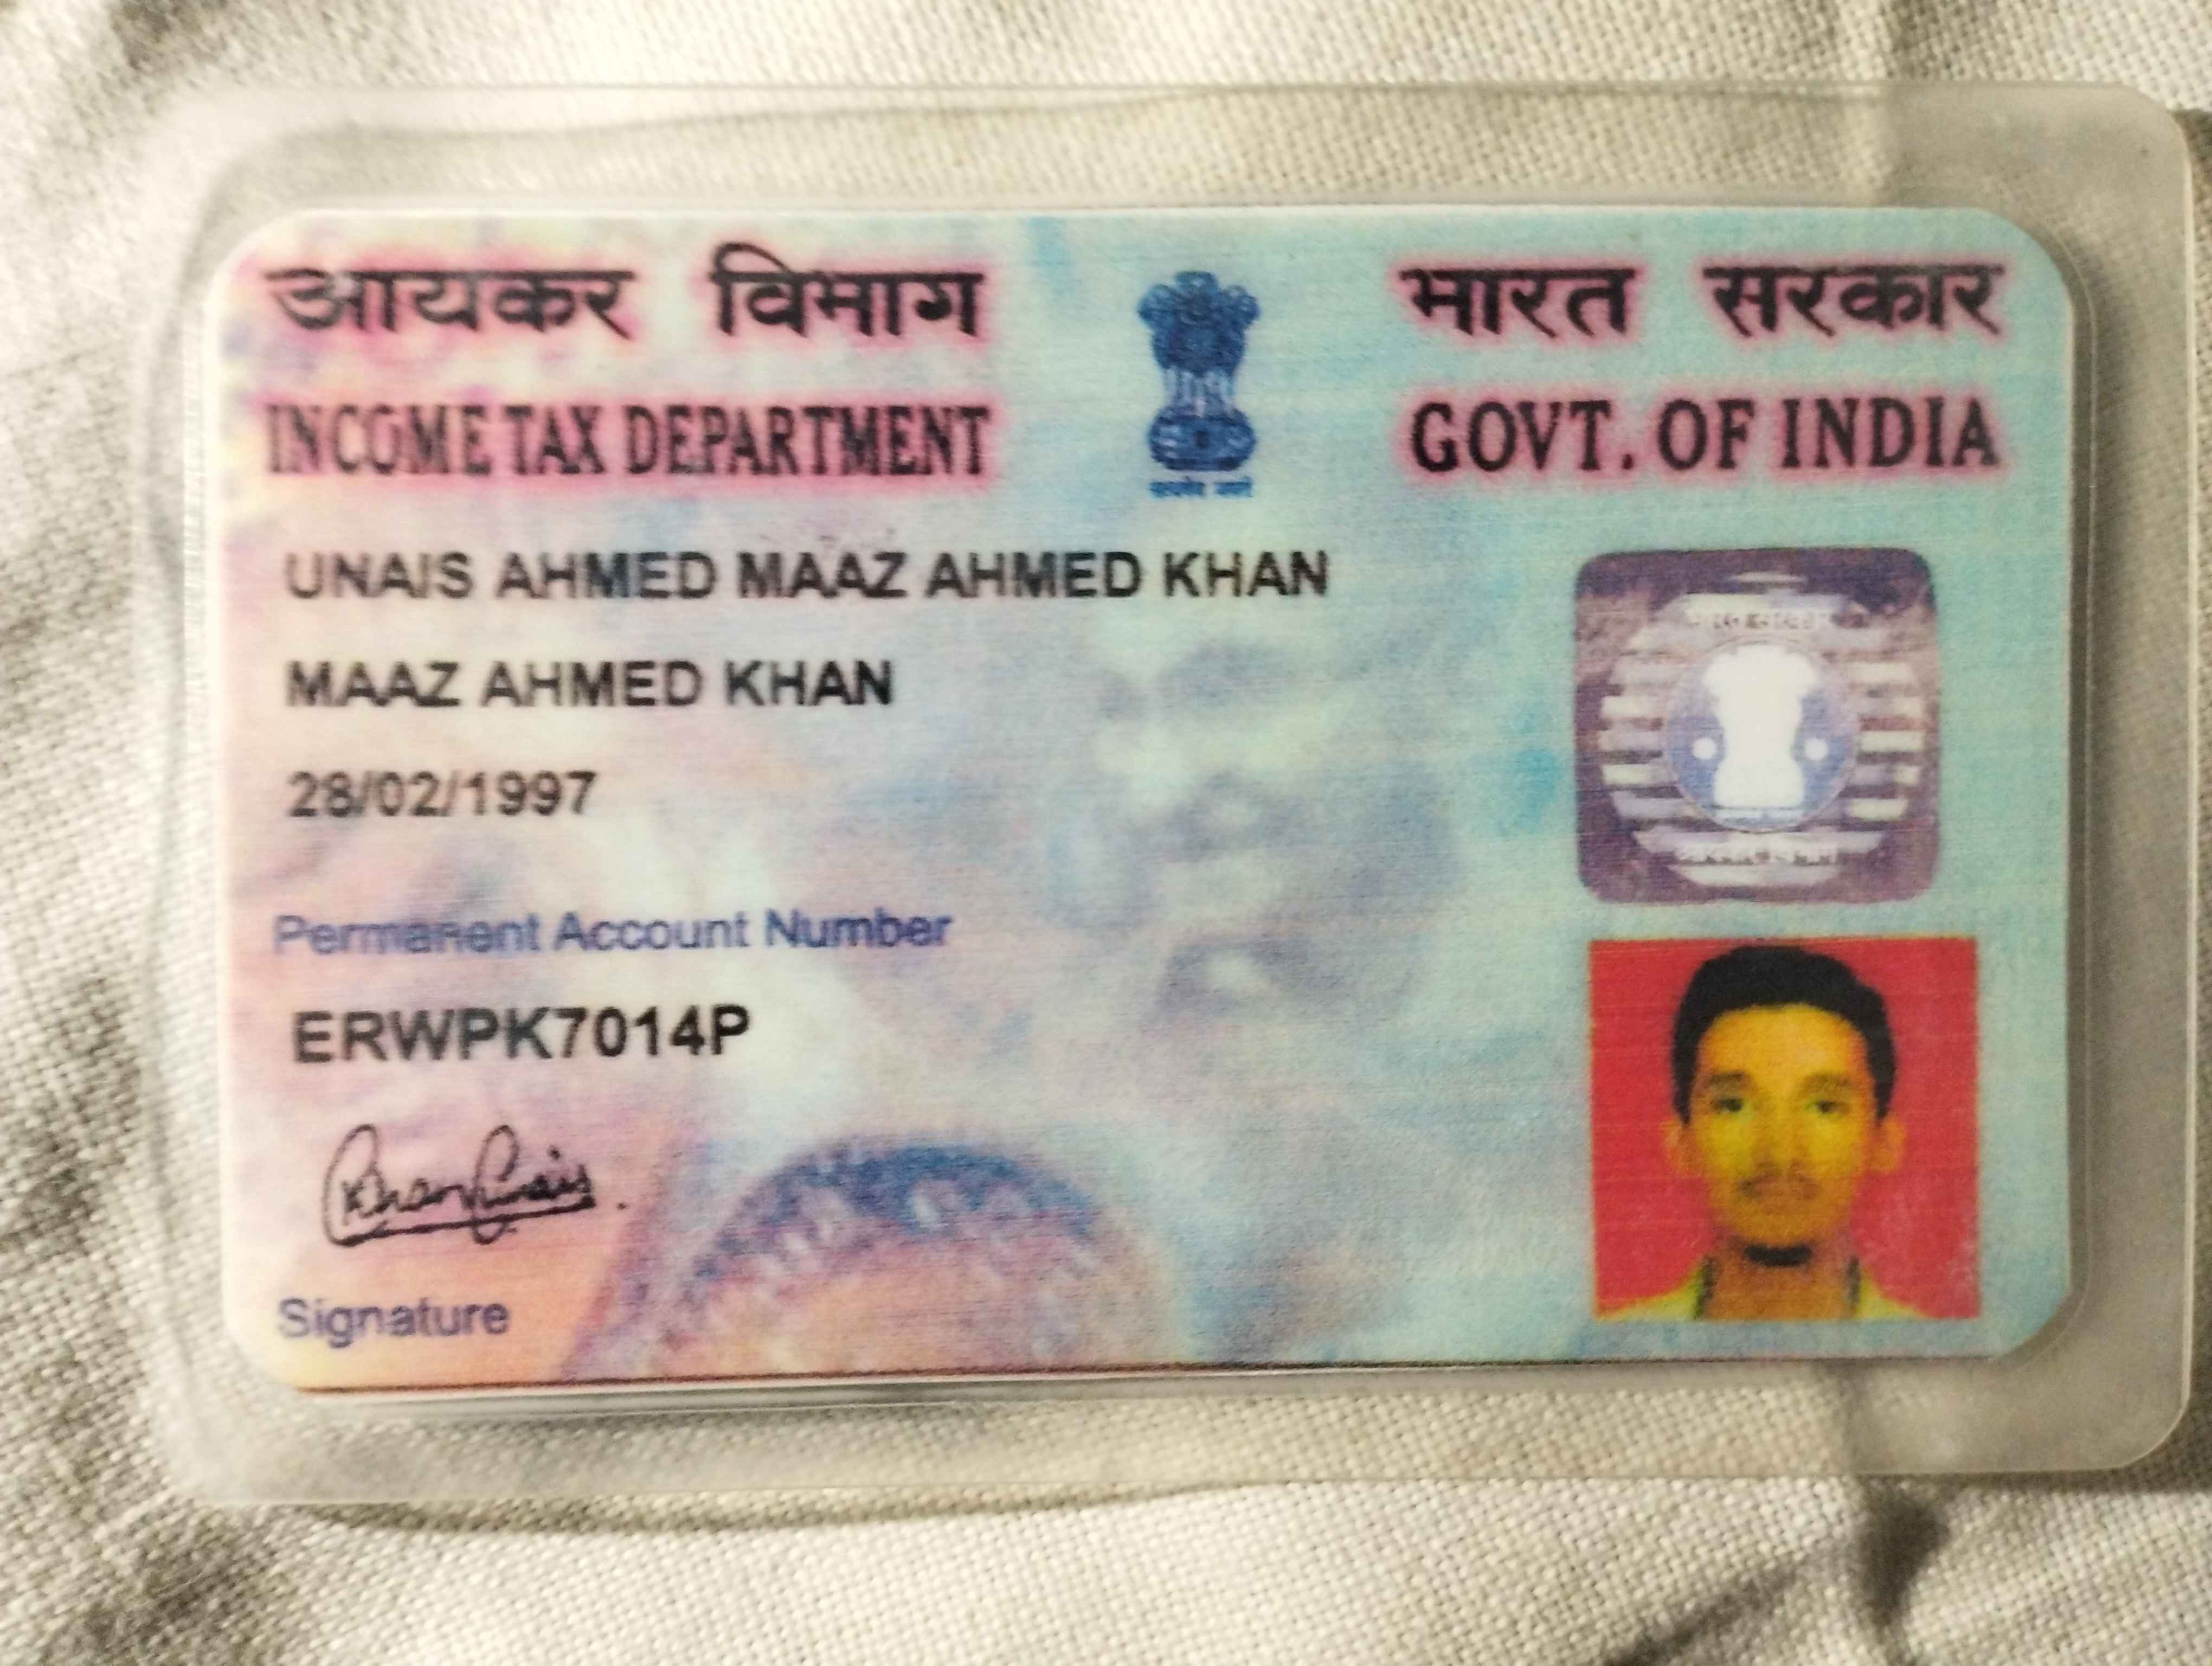 आयकर विभाग
INCOME TAX DEPARTMENT
भारत सरकार
GOVT. OF INDIA
सत्यमेव जयते
UNAIS AHMED MAAZ AHMED KHAN
MAAZ AHMED KHAN
28/02/1997
Permanent Account Number
ERWPK7014P
Khan Unais
Signature